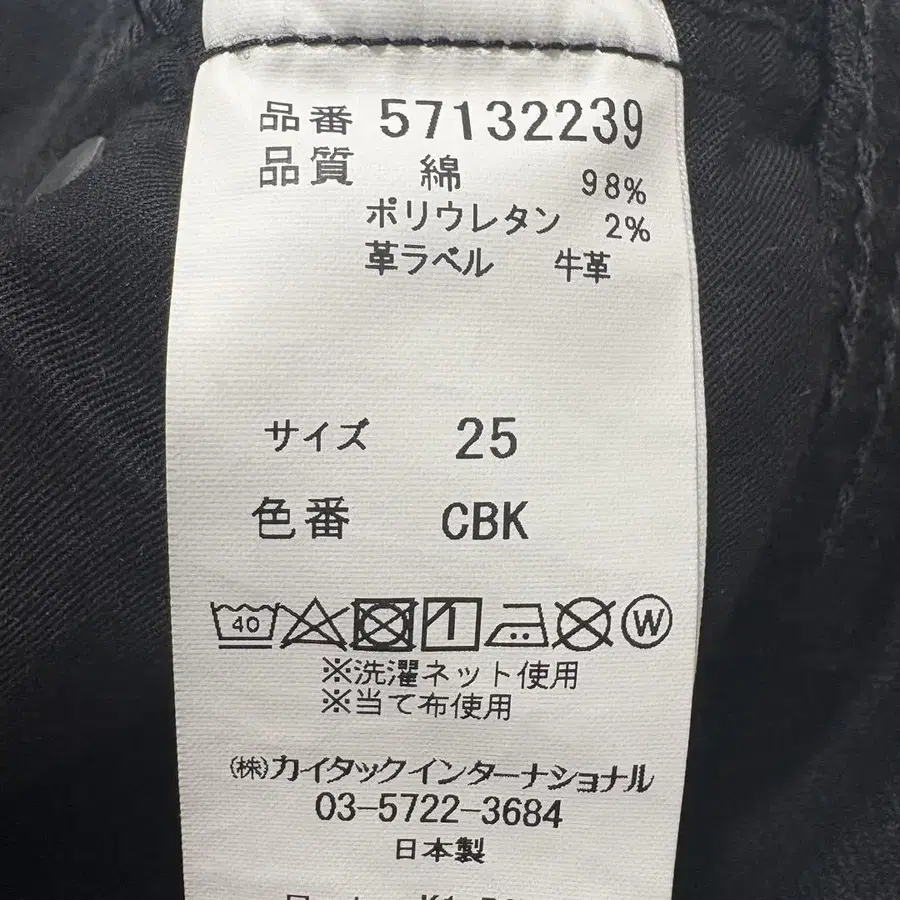 品番 57132239
品質 綿 98%
ポリウレタン 2%
革ラベル 牛革
サイズ 25
色番 CBK
40 W
※洗濯ネット使用
※当て布使用
(株)カイタックインターナショナル
03-5722-3684
日本製